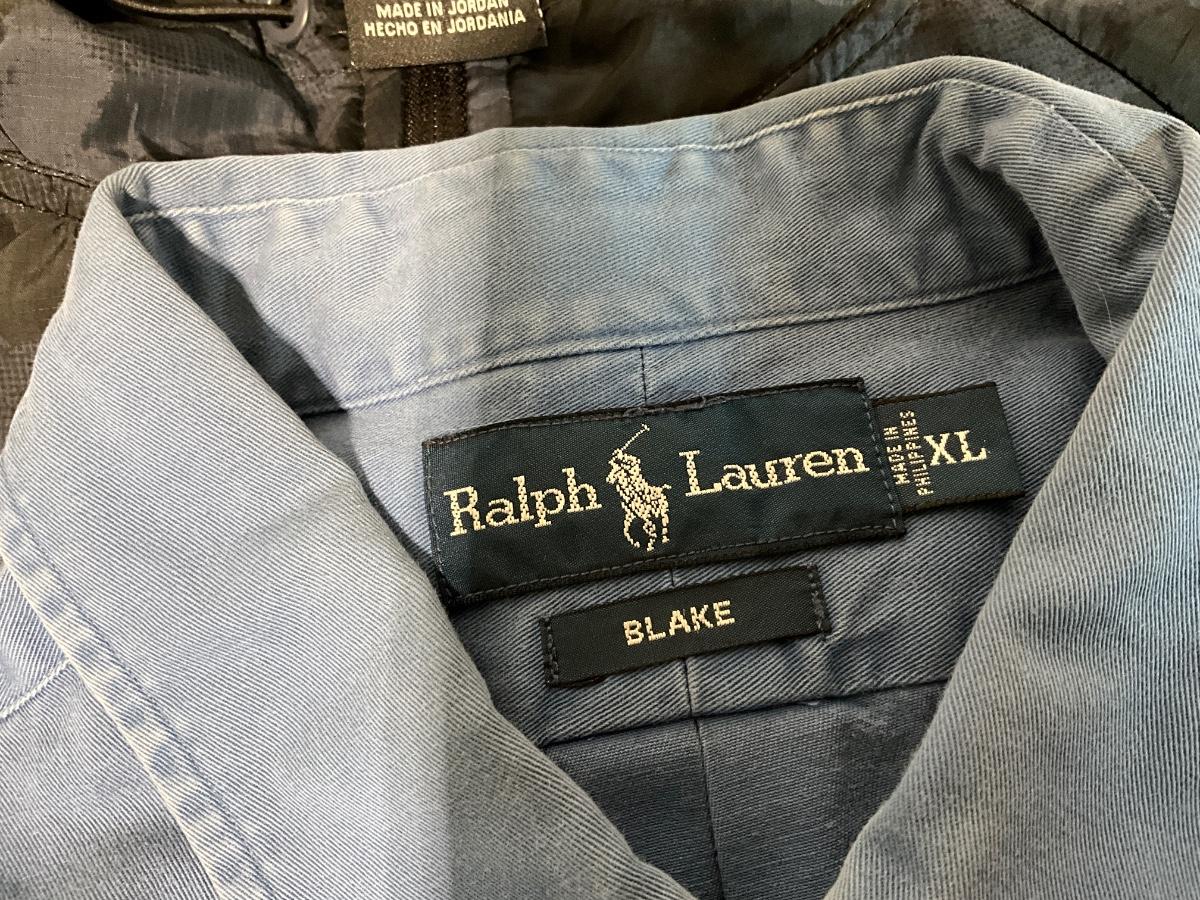 MADE IN JORDAN
HECHO EN JORDANIA
Ralph Lauren
MADE IN
PHILIPPINES
XL
BLAKE